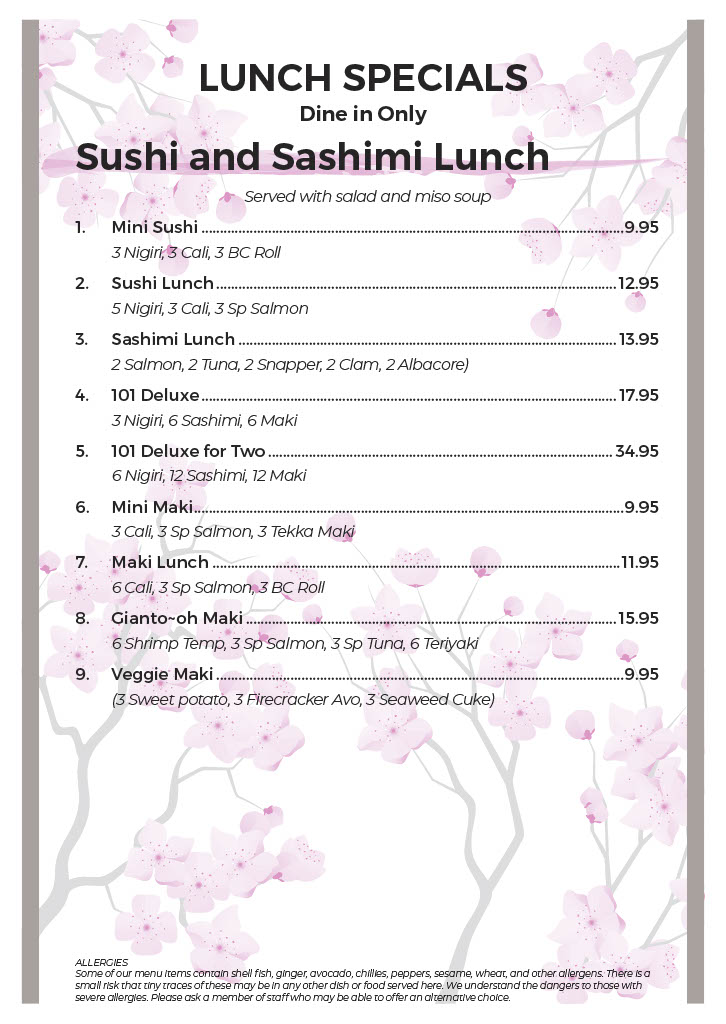 LUNCH SPECIALS
Dine in Only
Sushi and Sashimi Lunch
Served with salad and miso soup
1. Mini Sushi 9.95
3 Nigiri, 3 Cali, 3 BC Roll
2. Sushi Lunch 12.95
5 Nigiri, 3 Cali, 3 Sp Salmon
3. Sashimi Lunch 13.95
2 Salmon, 2 Tuna, 2 Snapper, 2 Clam, 2 Albacore)
4. 101 Deluxe 17.95
3 Nigiri, 6 Sashimi, 6 Maki
5. 101 Deluxe for Two 34.95
6 Nigiri, 12 Sashimi, 12 Maki
6. Mini Maki 9.95
3 Cali, 3 Sp Salmon, 3 Tekka Maki
7. Maki Lunch 11.95
6 Cali, 3 Sp Salmon, 3 BC Roll
8. Gianto~oh Maki 15.95
6 Shrimp Temp, 3 Sp Salmon, 3 Sp Tuna, 6 Teriyaki
9. Veggie Maki 9.95
(3 Sweet potato, 3 Firecracker Avo, 3 Seaweed Cuke)
ALLERGIES
Some of our menu items contain shell fish, ginger, avocado, chillies, peppers, sesame, wheat, and other allergens. There is a
small risk that tiny traces of these may be in any other dish or food served here. We understand the dangers to those with
severe allergies. Please ask a member of staff who may be able to offer an alternative choice.